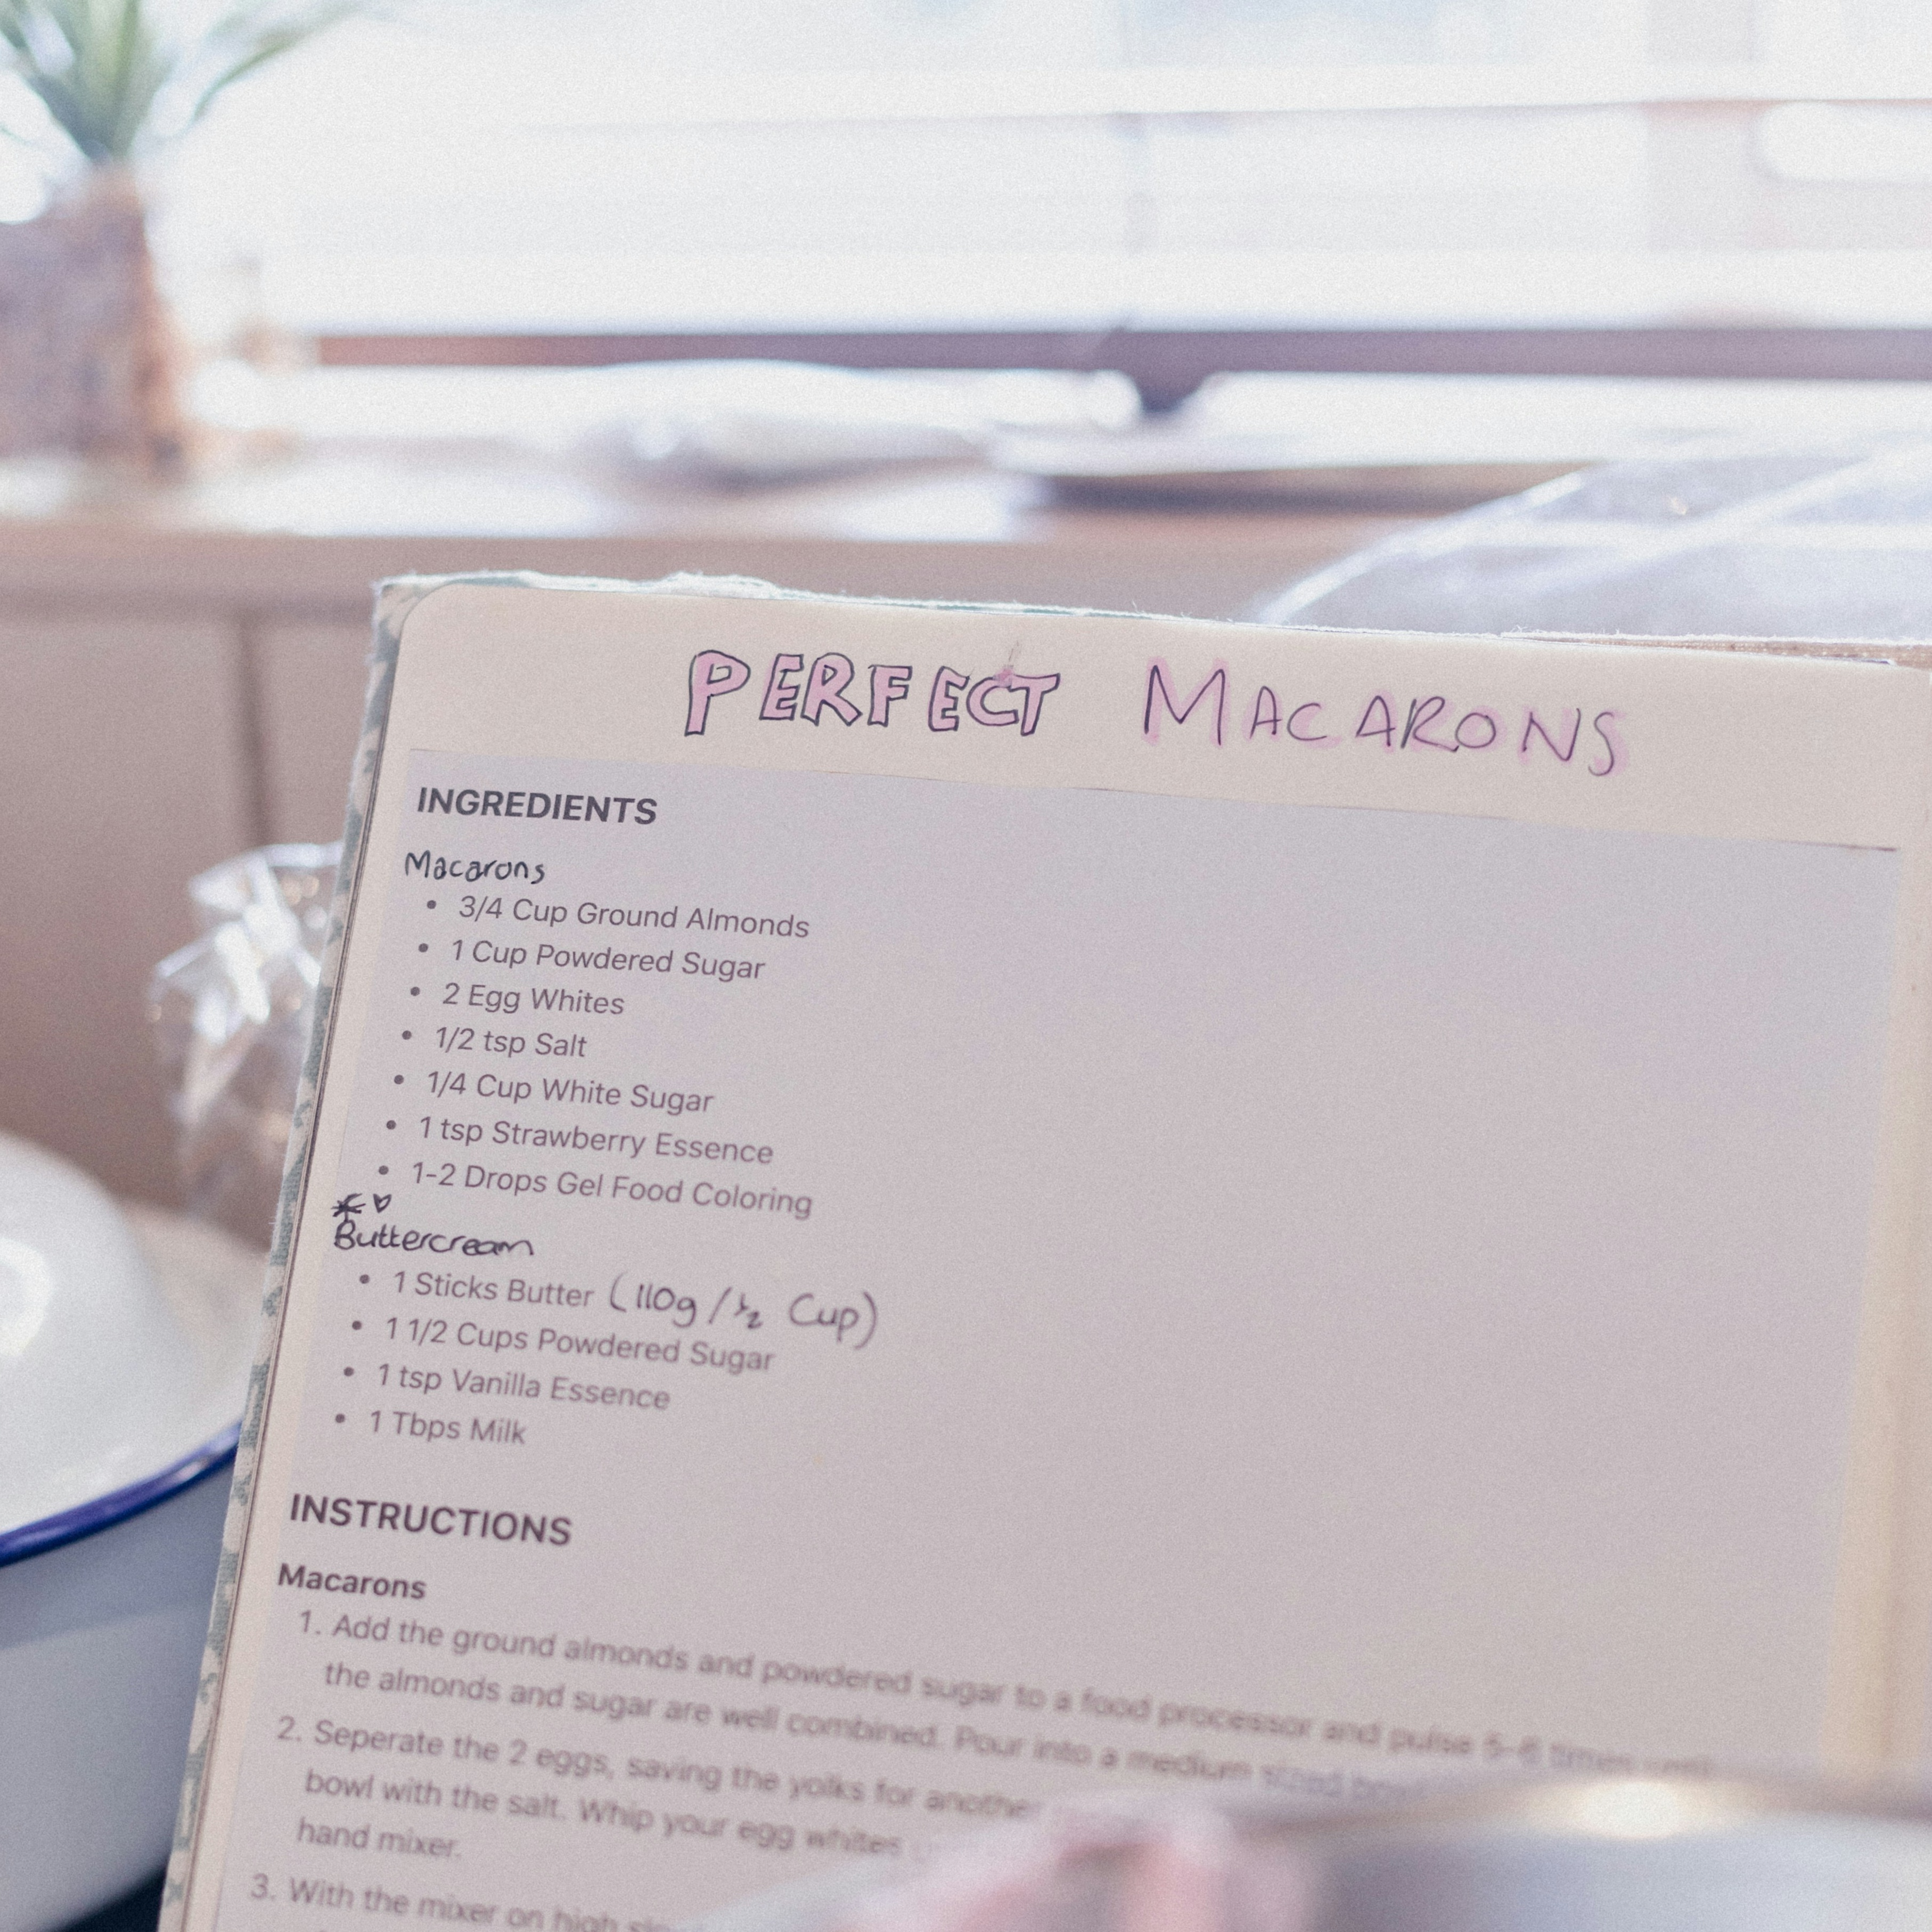 PERFECT MACARONS
INGREDIENTS
Macarons
• 3/4 Cup Ground Almonds
• 1 Cup Powdered Sugar
• 2 Egg Whites
• 1/2 tsp Salt
• 1/4 Cup White Sugar
• 1 tsp Strawberry Essence
• 1-2 Drops Gel Food Coloring
Buttercream
• 1 Sticks Butter (110g / 1/2 Cup)
• 1 1/2 Cups Powdered Sugar
• 1 tsp Vanilla Essence
• 1 Tbps Milk
INSTRUCTIONS
Macarons
1. Add the ground almonds and powdered sugar to a food processor and pulse 5-6 times until
the almonds and sugar are well combined. Pour into a medium sized bowl
2. Seperate the 2 eggs, saving the yolks for another
bowl with the salt. Whip your egg whites
hand mixer.
3. With the mixer on high